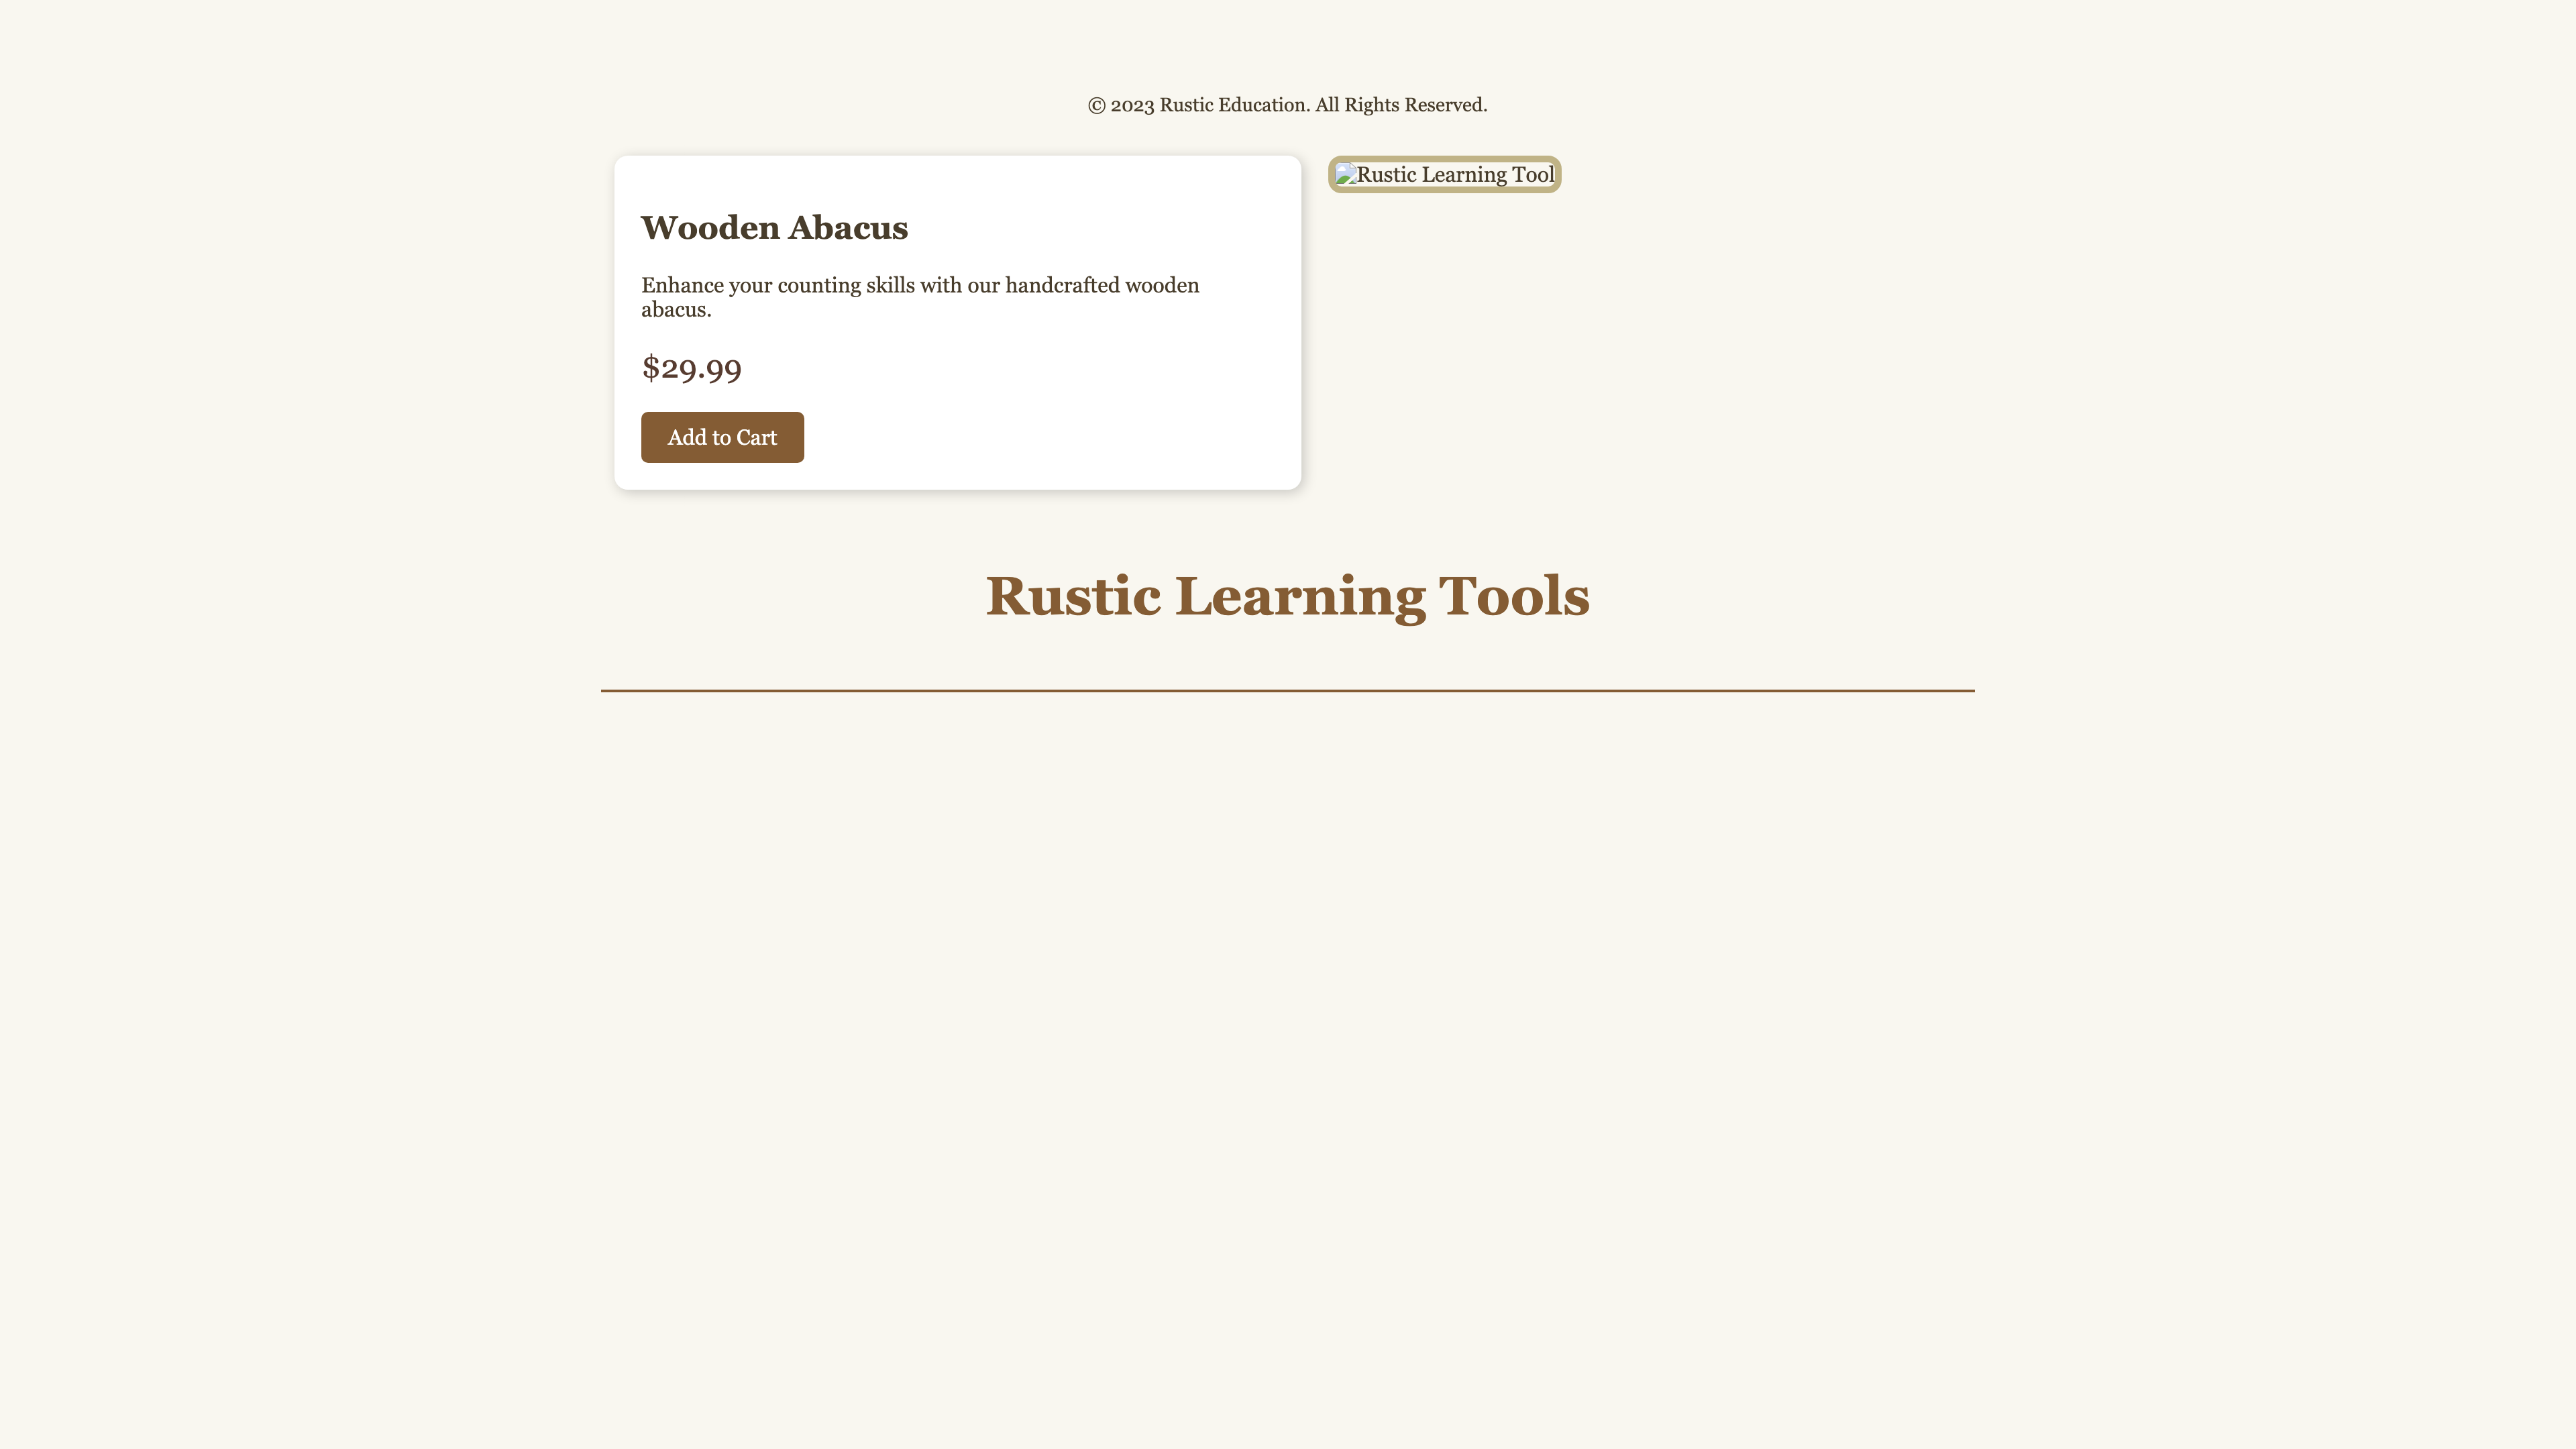 © 2023 Rustic Education. All Rights Reserved.
Wooden Abacus
Enhance your counting skills with our handcrafted wooden
abacus.
$29.99
Add to Cart
Rustic Learning Tool
Rustic Learning Tools